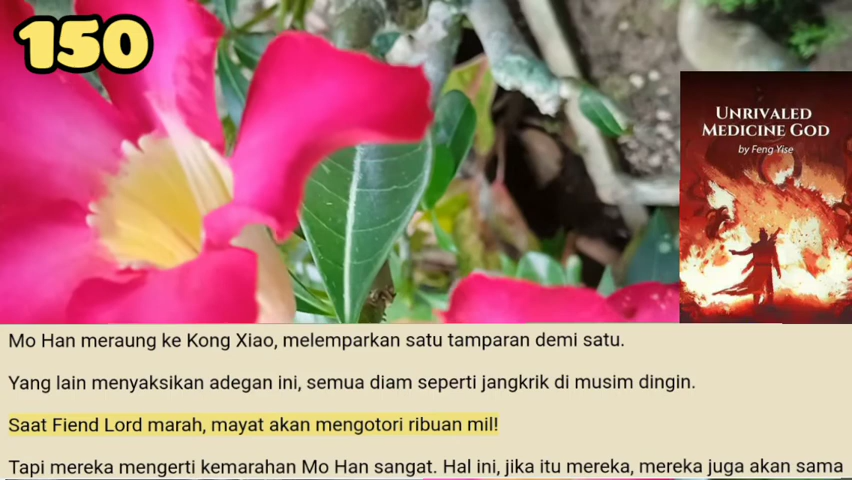 150
UNRIVALED
MEDICINE GOD
by Feng Yise
Mo Han meraung ke Kong Xiao, melemparkan satu tamparan demi satu.
Yang lain menyaksikan adegan ini, semua diam seperti jangkrik di musim dingin.
Saat Fiend Lord marah, mayat akan mengotori ribuan mil!
Tapi mereka mengerti kemarahan Mo Han sangat. Hal ini, jika itu mereka, mereka juga akan sama